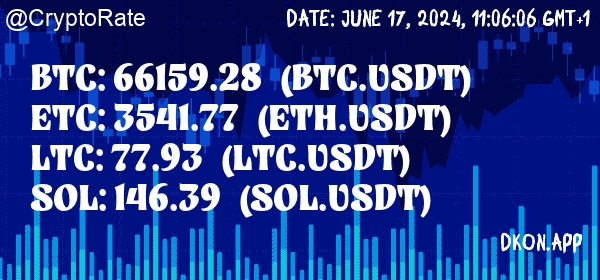 @CryptoRate
DATE: JUNE 17, 2024, 11:06:06 GMT+1
BTC: 66159.28 (BTC.USDT)
ETC: 3541.77 (ETH.USDT)
LTC: 77.93 (LTC.USDT)
SOL: 146.39 (SOL.USDT)
DKON.APP